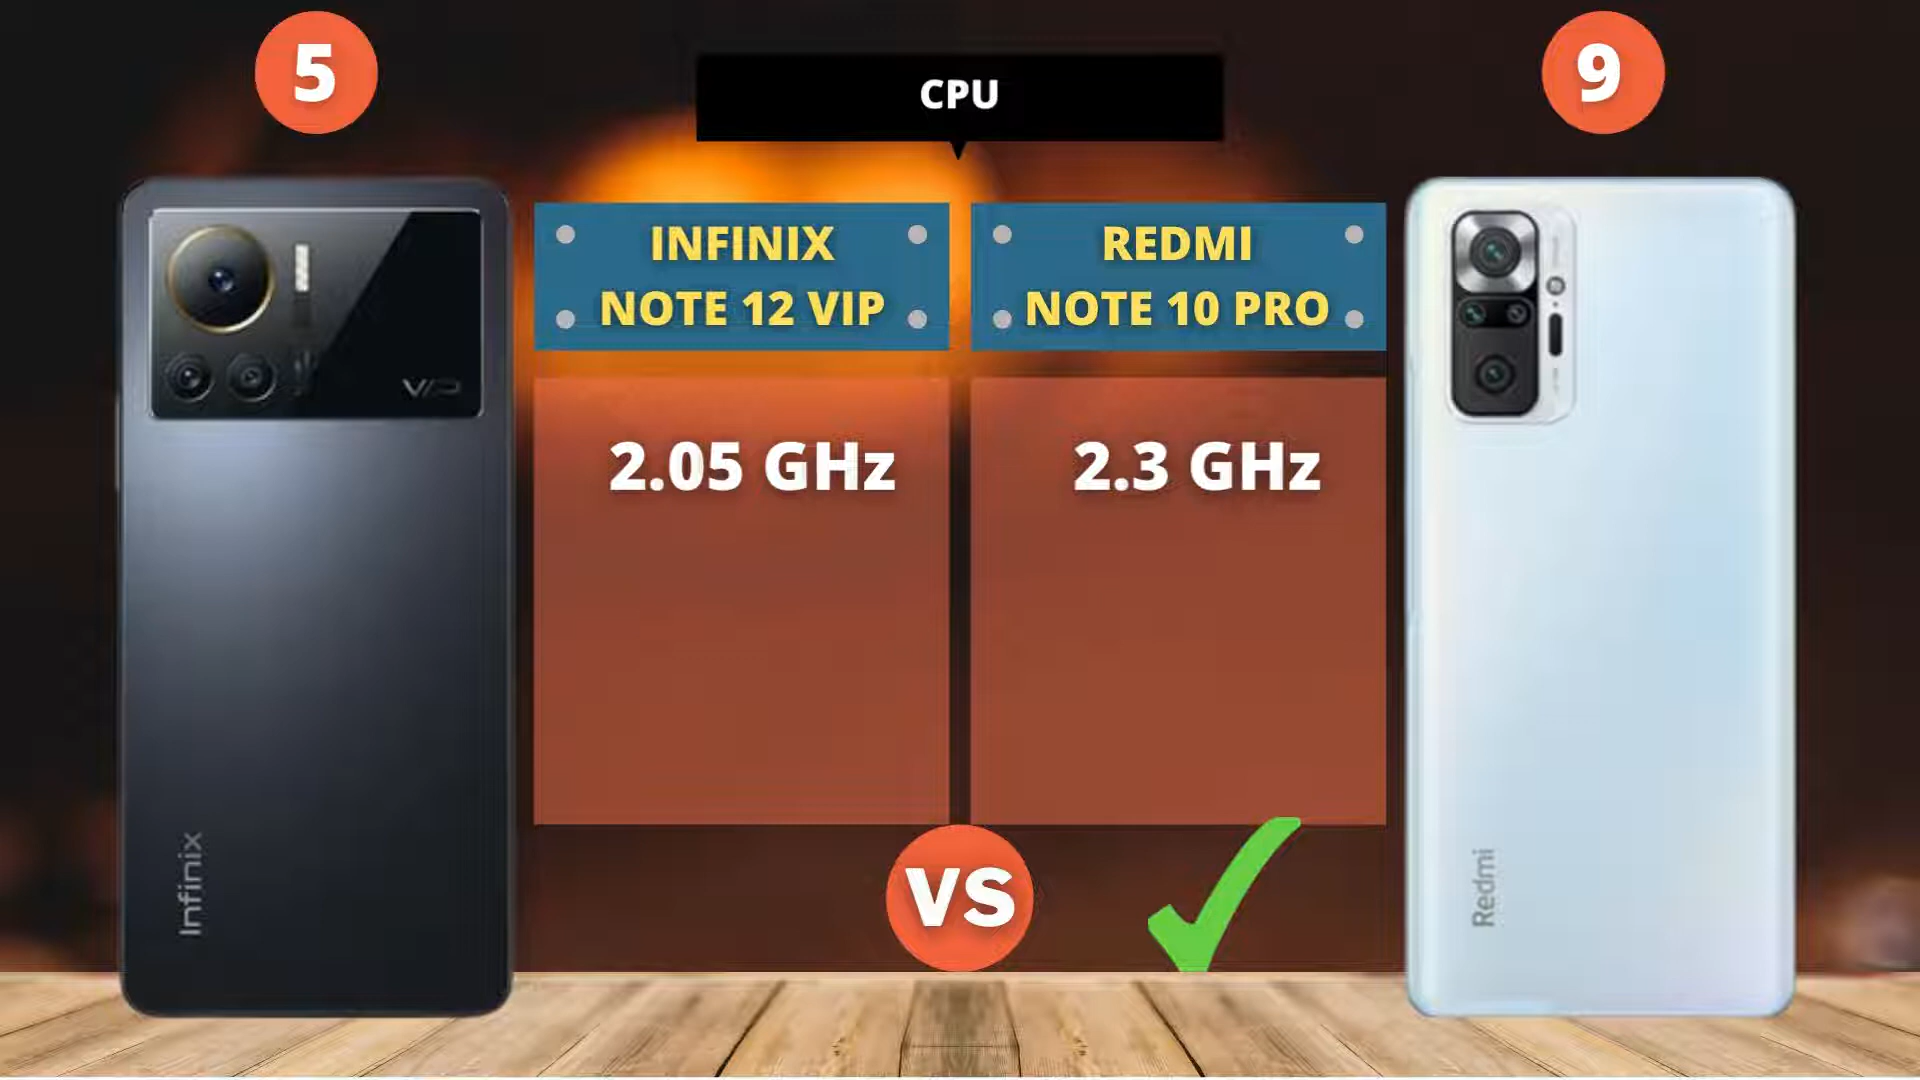 5
CPU
9
INFINIX
NOTE 12 VIP
REDMI
NOTE 10 PRO
2.05 GHz
2.3 GHz
VS
VIP
Infinix
Redmi